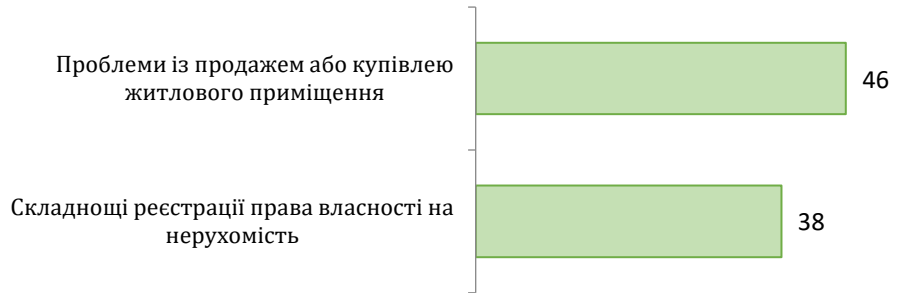 Проблеми із продажем або купівлею
житлового приміщення
46
Складнощі реєстрації права власності на
нерухомість
38